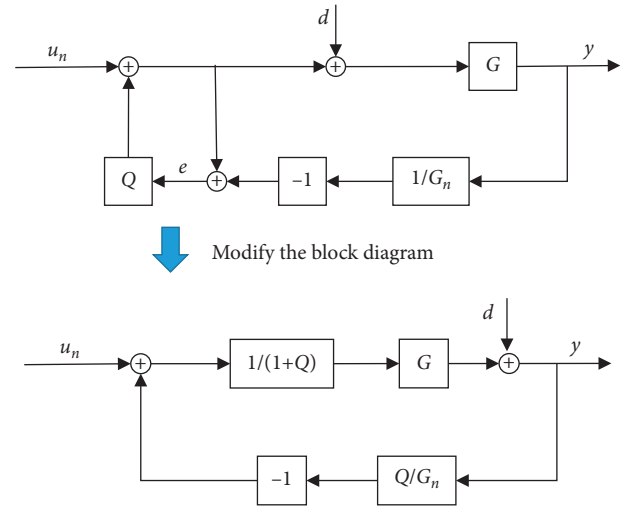 d
u_n
y
G
Q
e
–1
1/G_n
Modify the block diagram
d
u_n
y
1/(1+Q)
G
–1
Q/G_n